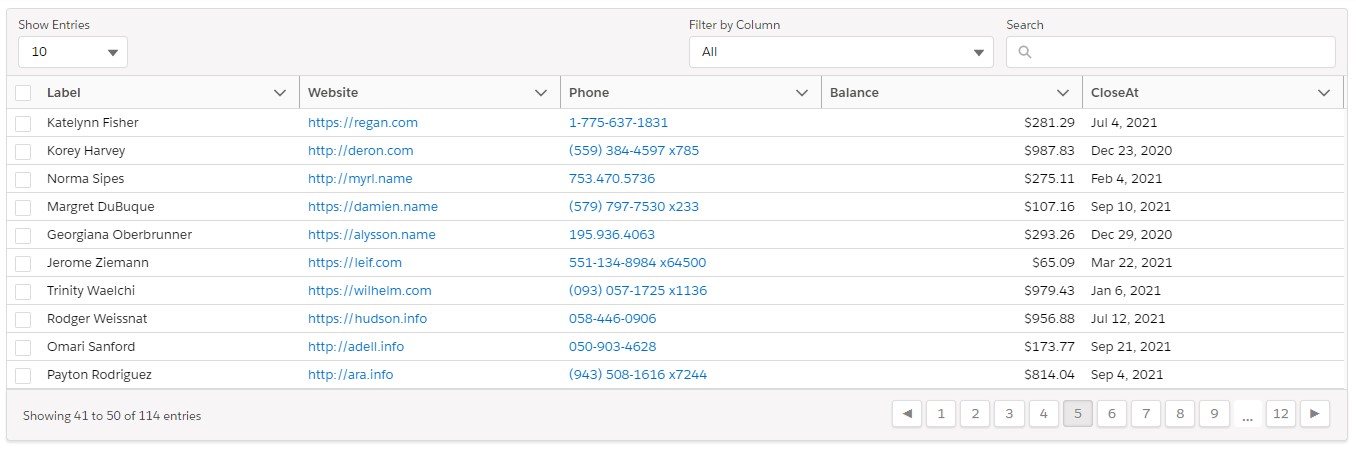 Show Entries Filter by Column Search
10 All
Label Website Phone Balance CloseAt
Katelynn Fisher https://regan.com 1-775-637-1831 $281.29 Jul 4, 2021
Korey Harvey http://deron.com (559) 384-4597 x785 $987.83 Dec 23, 2020
Norma Sipes http://myrl.name 753.470.5736 $275.11 Feb 4, 2021
Margret DuBuque https://damien.name (579) 797-7530 x233 $107.16 Sep 10, 2021
Georgiana Oberbrunner https://alysson.name 195.936.4063 $293.26 Dec 29, 2020
Jerome Ziemann https://leif.com 551-134-8984 x64500 $65.09 Mar 22, 2021
Trinity Waelchi https://wilhelm.com (093) 057-1725 x1136 $979.43 Jan 6, 2021
Rodger Weissnat https://hudson.info 058-446-0906 $956.88 Jul 12, 2021
Omari Sanford http://adell.info 050-903-4628 $173.77 Sep 21, 2021
Payton Rodriguez http://ara.info (943) 508-1616 x7244 $814.04 Sep 4, 2021
Showing 41 to 50 of 114 entries 1 2 3 4 5 6 7 8 9 ... 12